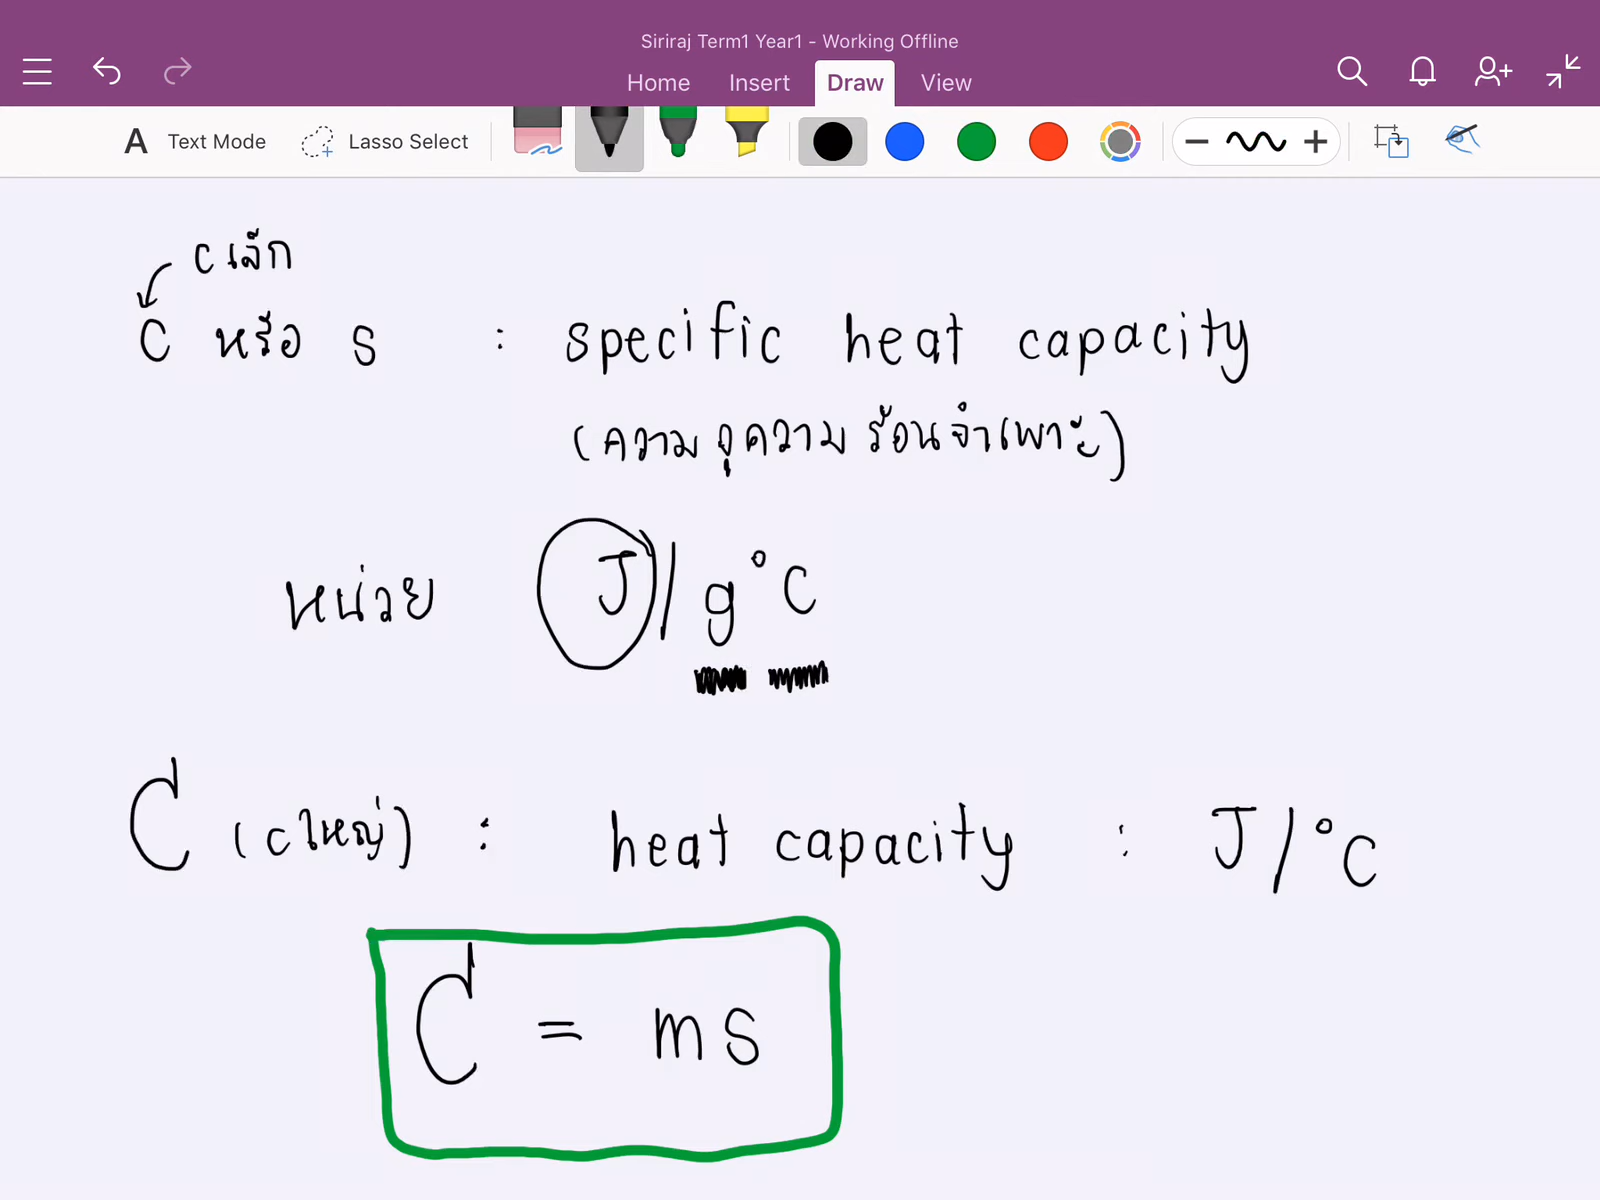 Siriraj Term1 Year1 - Working Offline
Home Insert Draw View
A Text Mode Lasso Select
c เล็ก
c หรือ s : specific heat capacity
(ความจุความร้อนจำเพาะ)
หน่วย J/g°C
C (c ใหญ่) : heat capacity : J/°C
C = ms